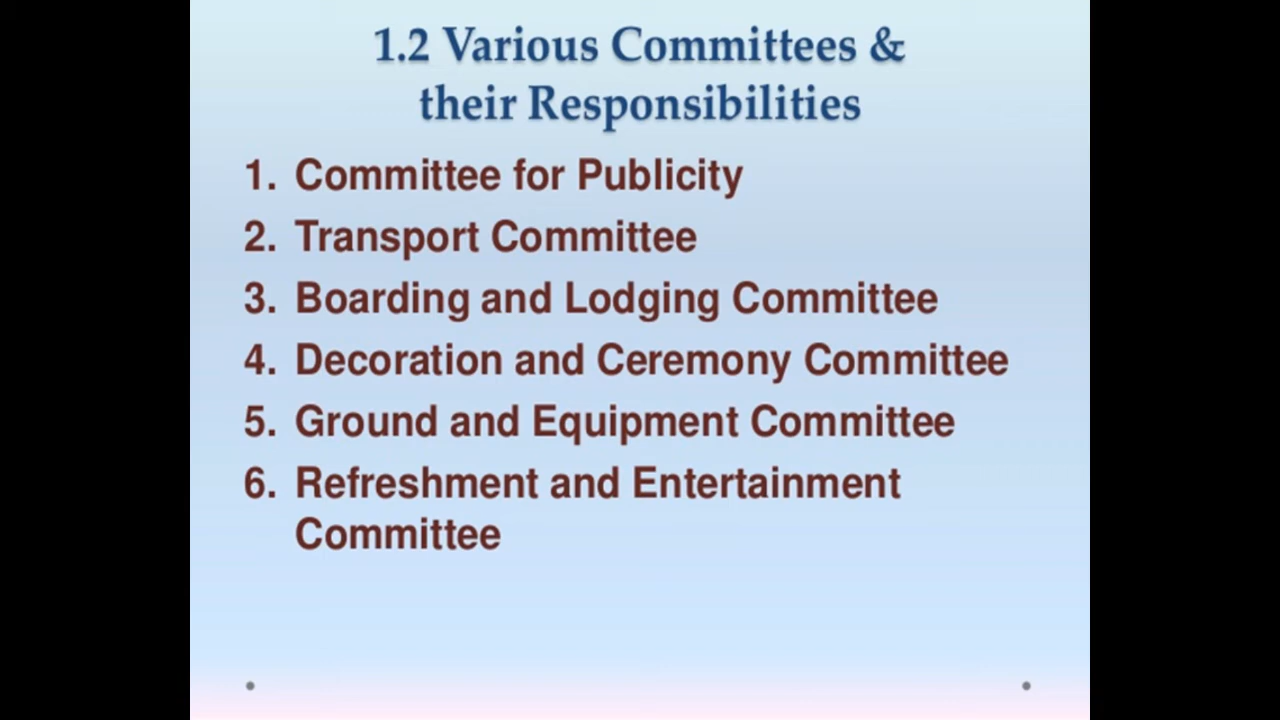 1.2 Various Committees &
their Responsibilities
1. Committee for Publicity
2. Transport Committee
3. Boarding and Lodging Committee
4. Decoration and Ceremony Committee
5. Ground and Equipment Committee
6. Refreshment and Entertainment
Committee